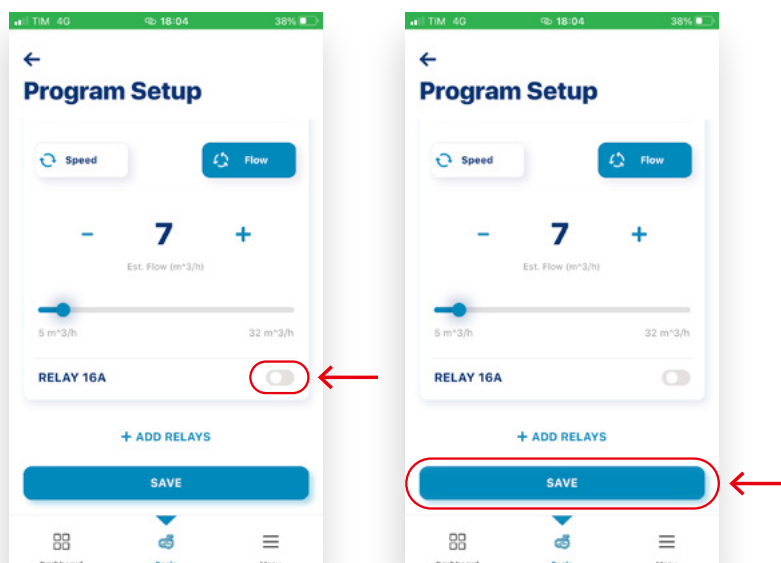 TIM 4G 18:04 38%
Program Setup
Speed Flow
- 7 +
Est. Flow (m^3/h)
5 m^3/h 32 m^3/h
RELAY 16A
+ ADD RELAYS
SAVE
TIM 4G 18:04 38%
Program Setup
Speed Flow
- 7 +
Est. Flow (m^3/h)
5 m^3/h 32 m^3/h
RELAY 16A
+ ADD RELAYS
SAVE